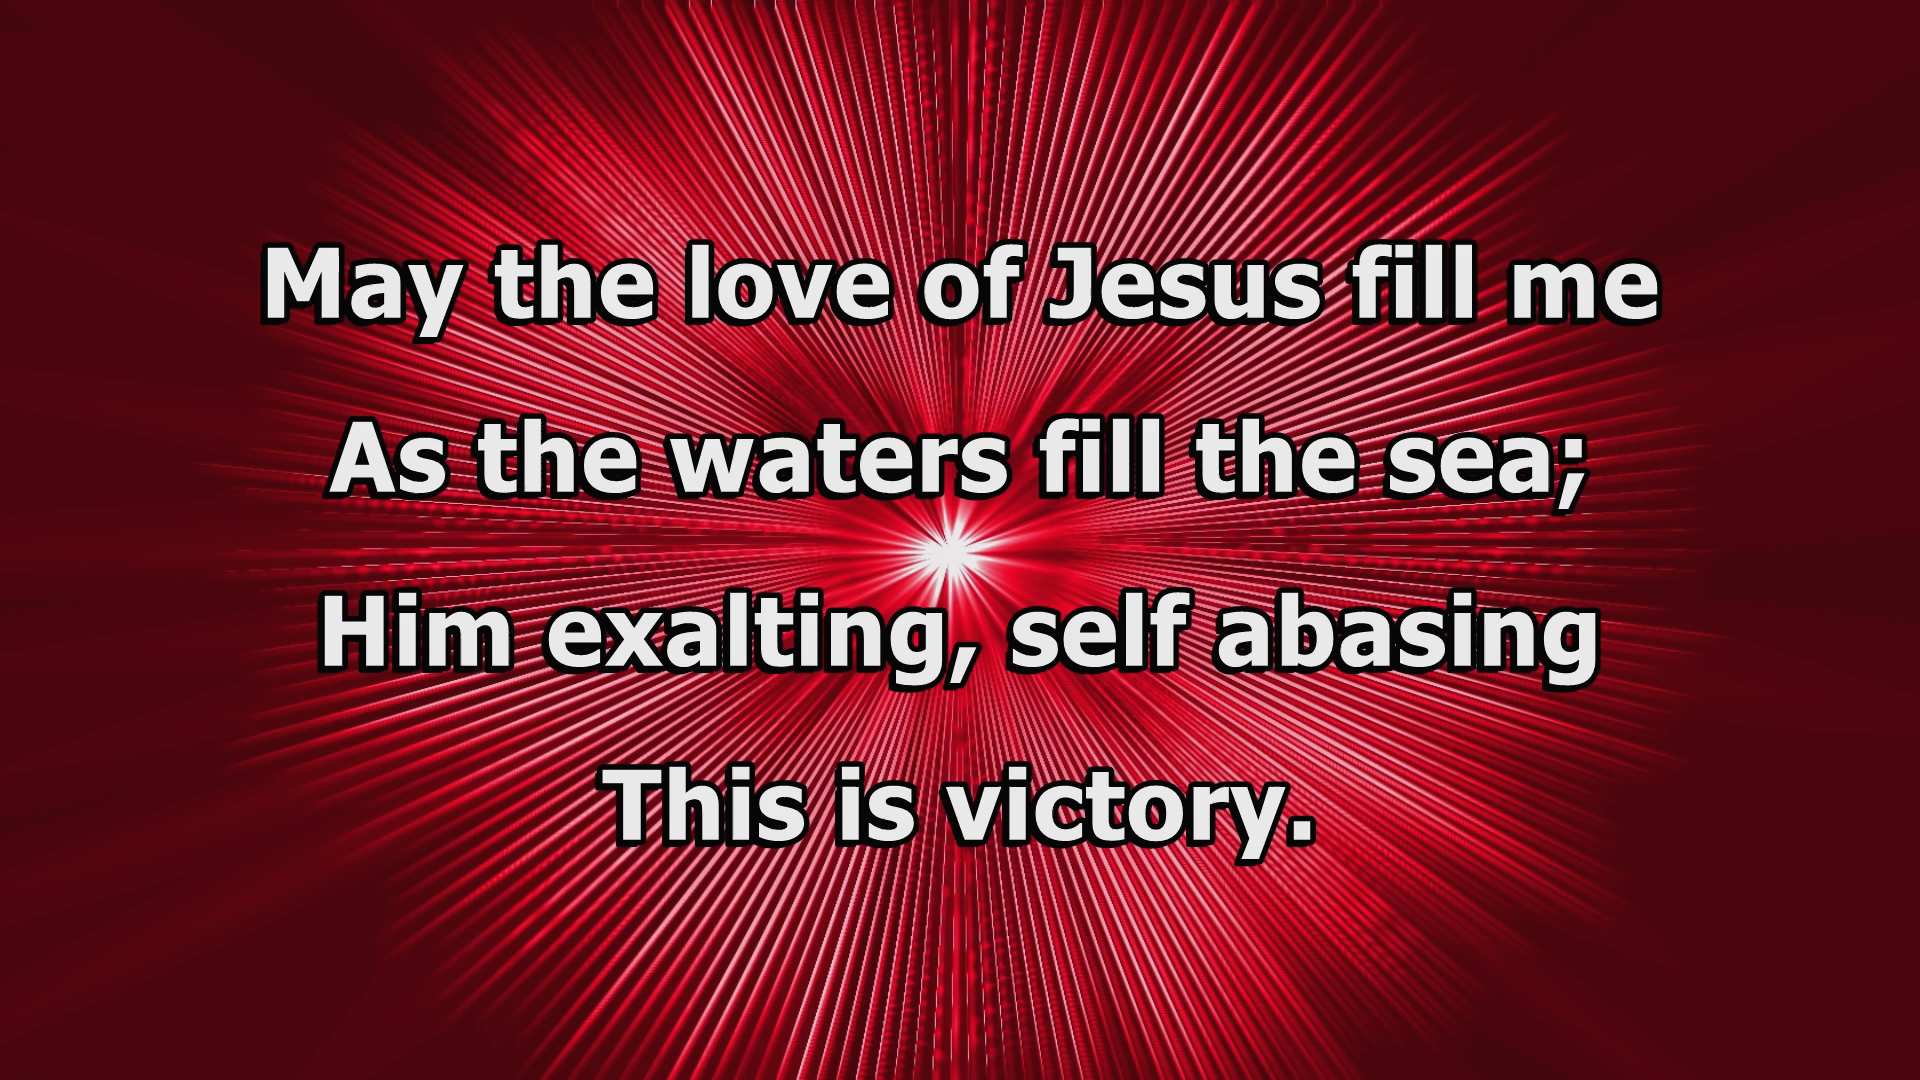 May the love of Jesus fill me
As the waters fill the sea;
Him exalting, self abasing
This is victory.